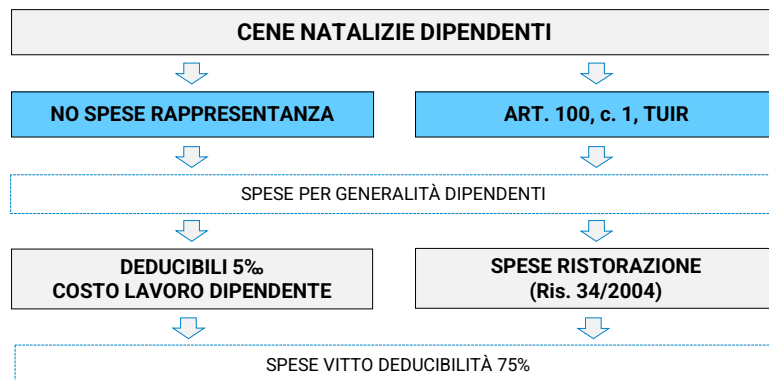 CENE NATALIZIE DIPENDENTI
NO SPESE RAPPRESENTANZA
ART. 100, c. 1, TUIR
SPESE PER GENERALITÀ DIPENDENTI
DEDUCIBILI 5‰
COSTO LAVORO DIPENDENTE
SPESE RISTORAZIONE
(Ris. 34/2004)
SPESE VITTO DEDUCIBILITÀ 75%